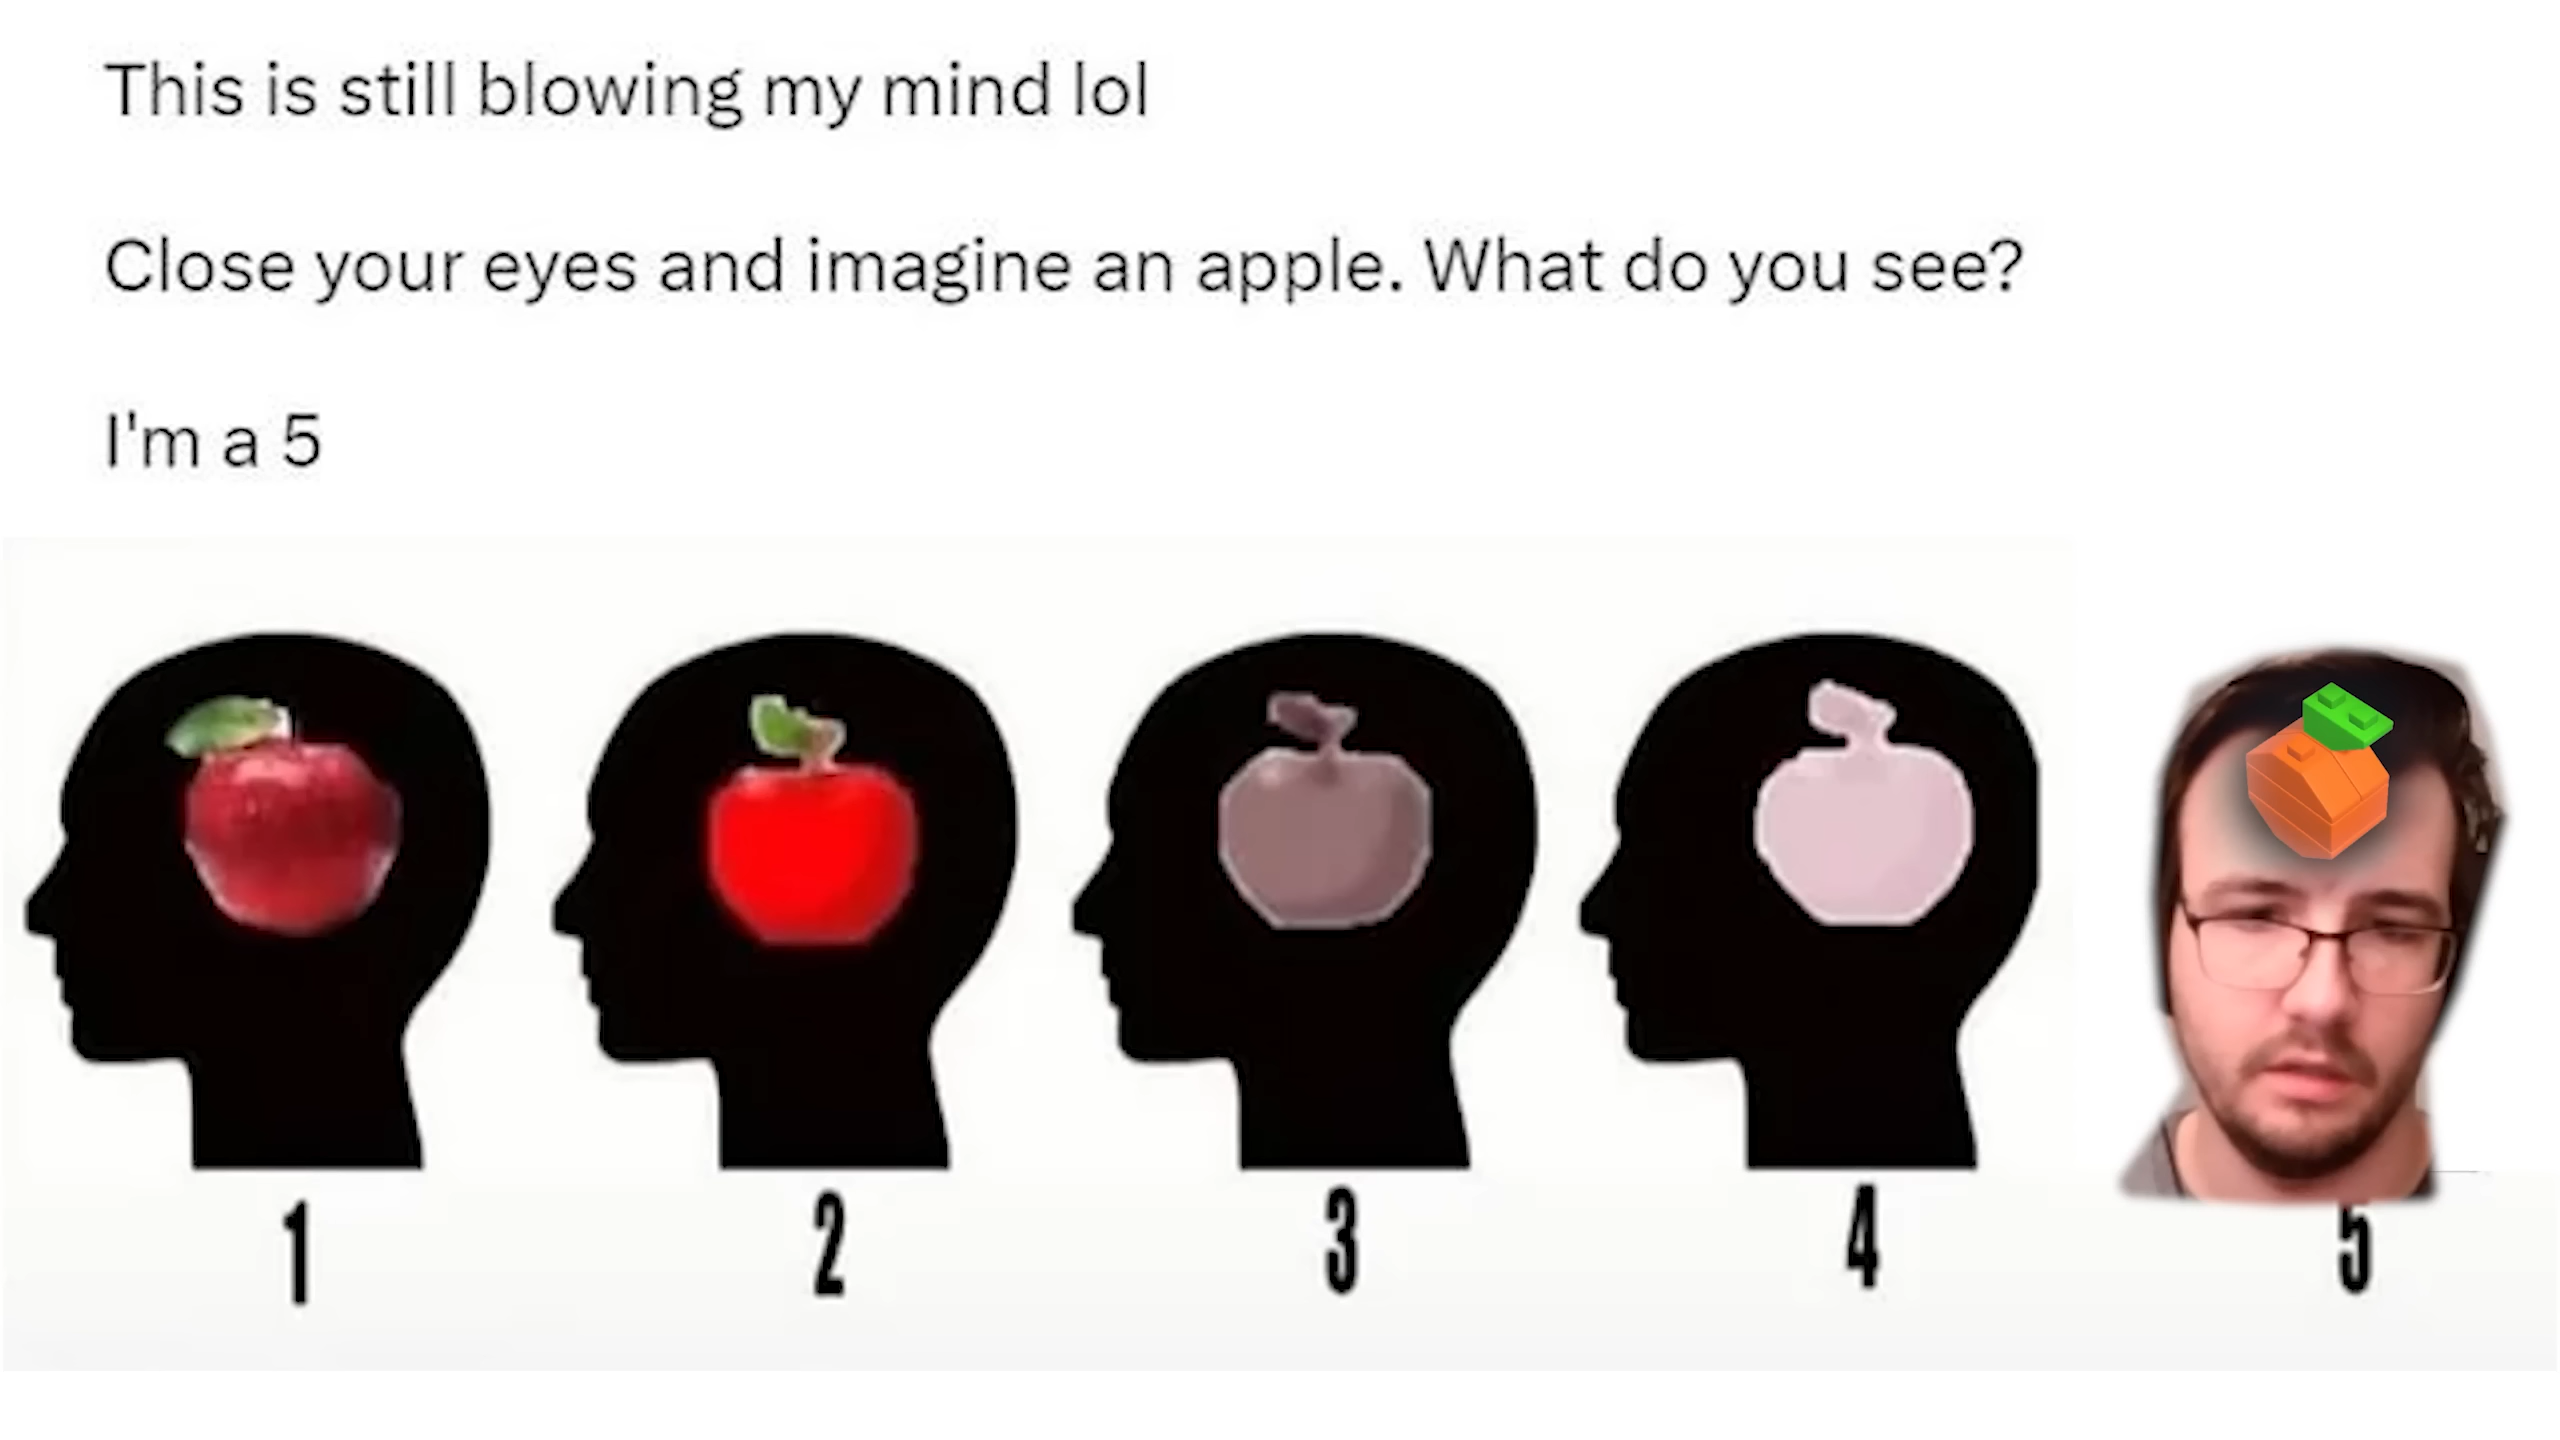 This is still blowing my mind lol
Close your eyes and imagine an apple. What do you see?
I'm a 5
1 2 3 4 5